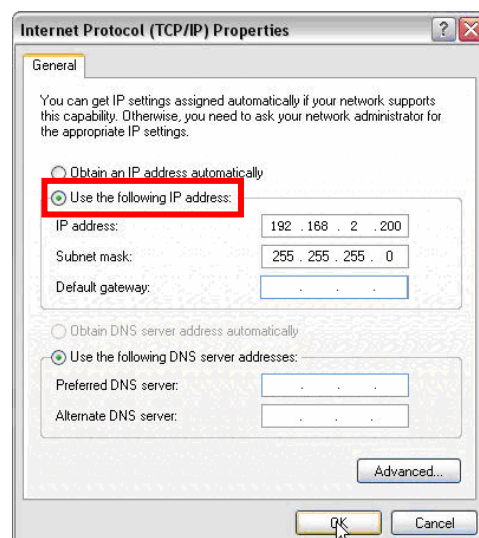 Internet Protocol (TCP/IP) Properties
General
You can get IP settings assigned automatically if your network supports
this capability. Otherwise, you need to ask your network administrator for
the appropriate IP settings.
Obtain an IP address automatically
Use the following IP address:
IP address: 192 . 168 . 2 . 200
Subnet mask: 255 . 255 . 255 . 0
Default gateway: . . .
Obtain DNS server address automatically
Use the following DNS server addresses:
Preferred DNS server: . . .
Alternate DNS server: . . .
Advanced...
OK Cancel